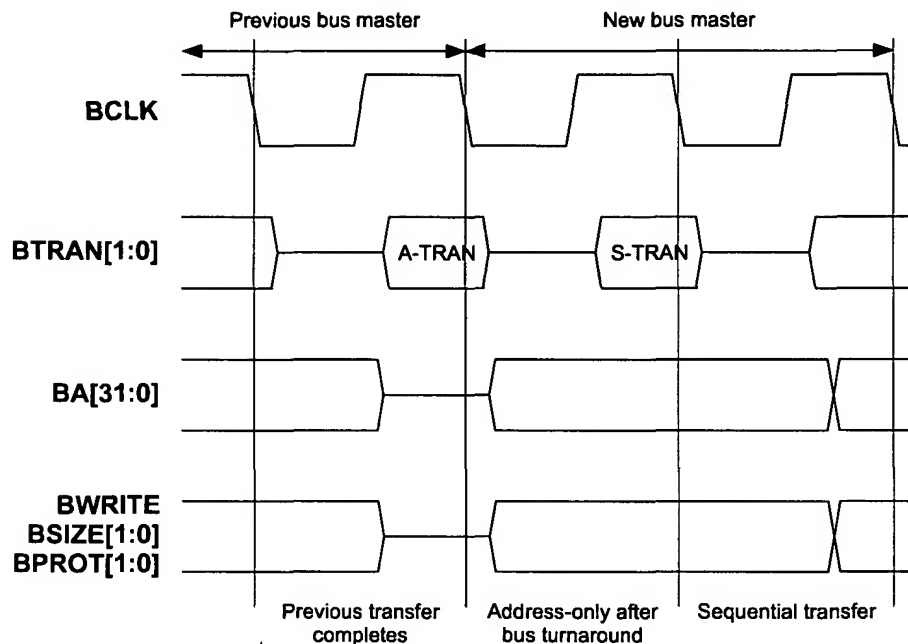 Previous bus master
New bus master
BCLK
BTRAN[1:0]
A-TRAN
S-TRAN
BA[31:0]
BWRITE
BSIZE[1:0]
BPROT[1:0]
Previous transfer
completes
Address-only after
bus turnaround
Sequential transfer